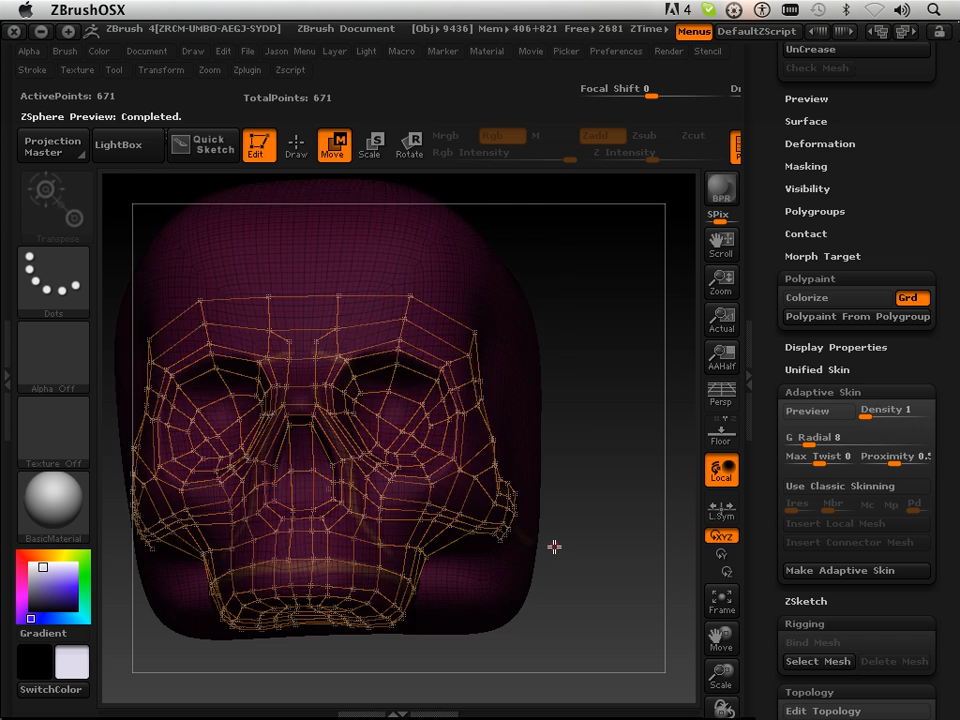 ZBrushOSX
4
ZBrush 4[ZRCM-UMBO-AEGJ-SYDD] ZBrush Document [Obj> 9436] Mem> 406+821 Free> 2681 ZTime> Menus DefaultZScript
Alpha Brush Color Document Draw Edit File Jason Menu Layer Light Macro Marker Material Movie Picker Preferences Render Stencil
Stroke Texture Tool Transform Zoom Zplugin Zscript
ActivePoints: 671 TotalPoints: 671
Focal Shift 0
ZSphere Preview: Completed.
Projection Master
LightBox
Quick Sketch
Edit
Draw
Move
Scale
Rotate
Mrgb Rgb M
Rgb Intensity
Zadd Zsub Zcut
Z Intensity
Transpose
Dots
Alpha Off
Texture Off
BasicMaterial
Gradient
SwitchColor
BPR
SPix
Scroll
Zoom
Actual
AAHalf
Persp
Floor
Local
L.Sym
XYZ
Y
Z
Frame
Move
Scale
UnCrease
Check Mesh
Preview
Surface
Deformation
Masking
Visibility
Polygroups
Contact
Morph Target
Polypaint
Colorize Grd
Polypaint From Polygroup
Display Properties
Unified Skin
Adaptive Skin
Preview Density 1
G Radial 8
Max Twist 0 Proximity 0.
Use Classic Skinning
Ires Mbr Mc Mp Pd
Insert Local Mesh
Insert Connector Mesh
Make Adaptive Skin
ZSketch
Rigging
Bind Mesh
Select Mesh Delete Mesh
Topology
Edit Topology